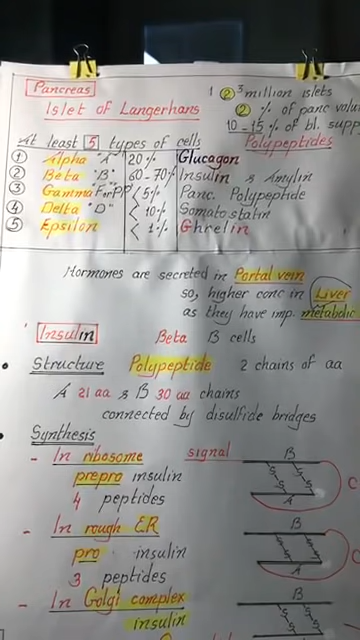 Pancreas
Islet of Langerhans
1 - 3 million islets
2 % of panc volu
10 - 15 % of bl. supp
At least 5 types of cells Polypeptides
1 Alpha "A" 20% Glucagon
2 Beta "B" 60 - 70% Insulin & Amylin
3 Gamma F or PP < 5% Panc. Polypeptide
4 Delta "D" < 10% Somatostatin
5 Epsilon < 1% Ghrelin
Hormones are secreted in Portal vein
so, higher conc in Liver
as they have imp. metabolic
Insulin Beta B cells
• Structure Polypeptide 2 chains of aa
A 21 aa & B 30 aa chains
connected by disulfide bridges
• Synthesis
- In ribosome signal B
prepro insulin C
4 peptides A
- In rough ER B
pro insulin C
3 peptides A
- In Golgi complex B
insulin